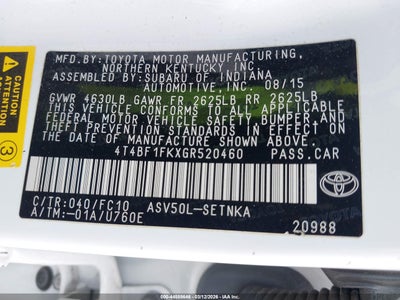 MFD. BY: TOYOTA MOTOR MANUFACTURING,
NORTHERN KENTUCKY, INC.
ASSEMBLED BY: SUBARU OF INDIANA
AUTOMOTIVE, INC. 08/15
GVWR 4630LB GAWR FR 2625LB RR 2625LB
THIS VEHICLE CONFORMS TO ALL APPLICABLE
FEDERAL MOTOR VEHICLE SAFETY, BUMPER, AND
THEFT PREVENTION STANDARDS IN EFFECT ON
THE DATE OF MANUFACTURE SHOWN ABOVE.
4T4BF1FKXGR520460 PASS.CAR
C/TR:040/FC10 ASV50L-SETNKA
A/TM:-01A/U760E
TOYOTA
20988
ATTENTION
3